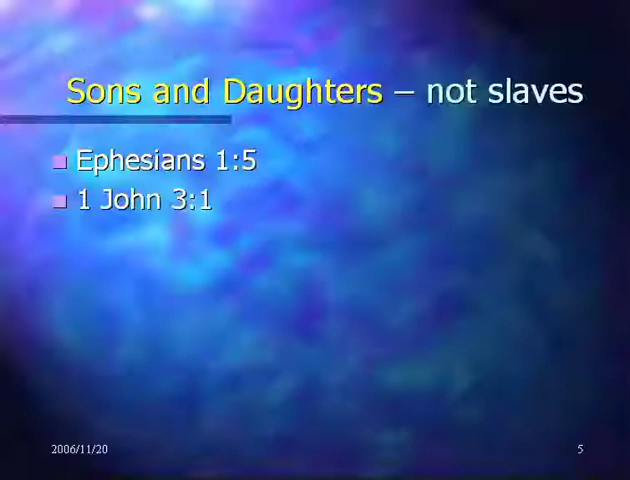 Sons and Daughters – not slaves
Ephesians 1:5
1 John 3:1
2006/11/20
5